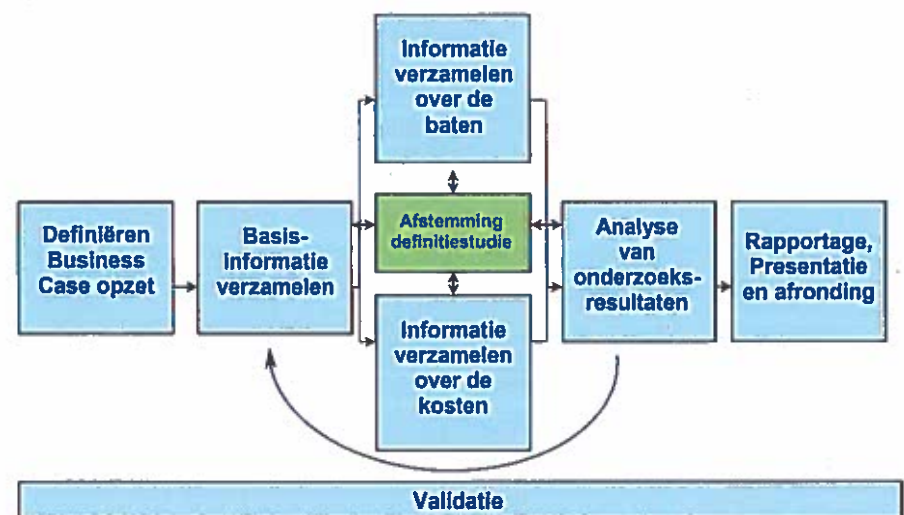 Definiëren
Business
Case opzet
Basis-
informatie
verzamelen
Informatie
verzamelen
over de
baten
Afstemming
definitiestudie
Informatie
verzamelen
over de
kosten
Analyse
van
onderzoeks-
resultaten
Rapportage,
Presentatie
en afronding
Validatie